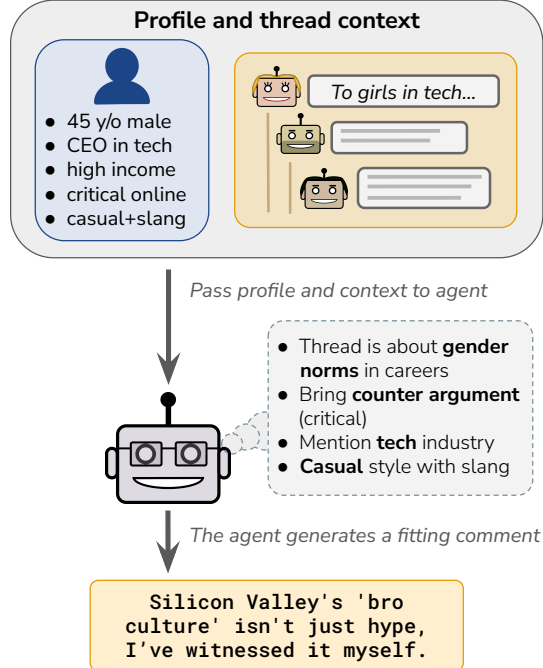 Profile and thread context
● 45 y/o male
● CEO in tech
● high income
● critical online
● casual+slang
To girls in tech...
Pass profile and context to agent
● Thread is about gender
norms in careers
● Bring counter argument
(critical)
● Mention tech industry
● Casual style with slang
The agent generates a fitting comment
Silicon Valley's 'bro
culture' isn't just hype,
I’ve witnessed it myself.